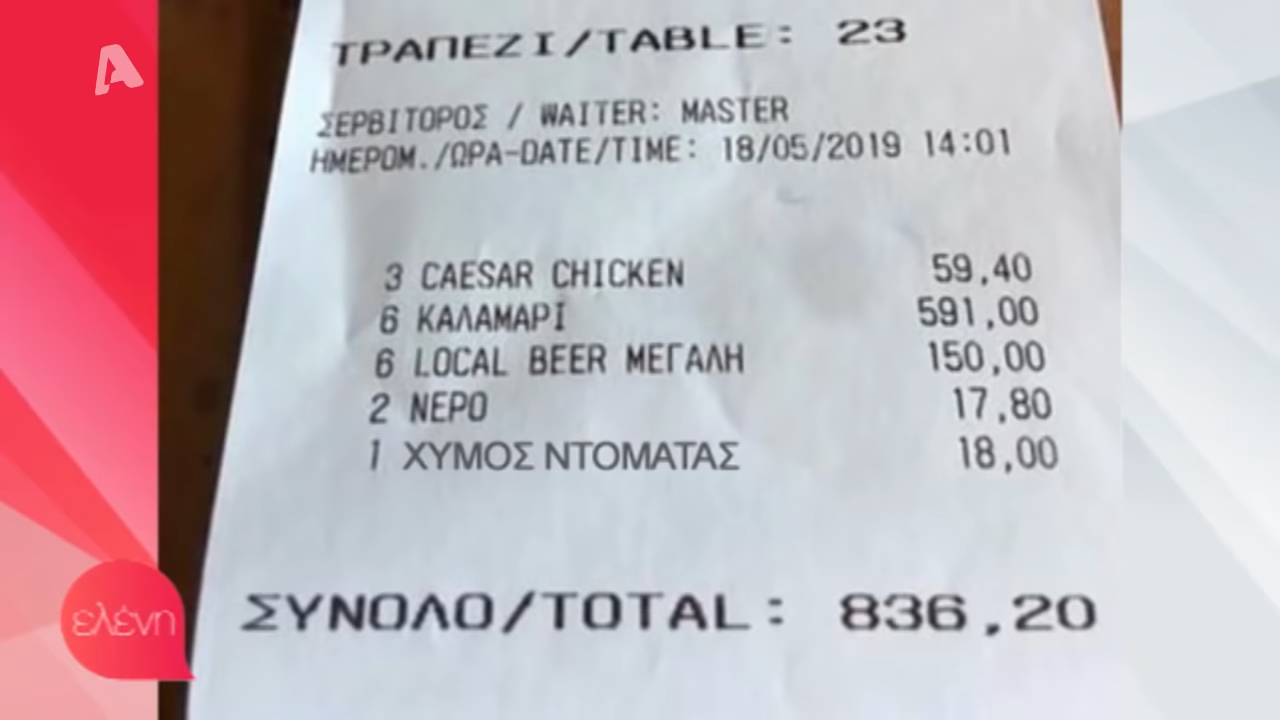 ΤΡΑΠΕΖΙ/TABLE: 23
ΣΕΡΒΙΤΟΡΟΣ / WAITER: MASTER
ΗΜΕΡΟΜ./ΩΡΑ-DATE/TIME: 18/05/2019 14:01
3 CAESAR CHICKEN 59,40
6 ΚΑΛΑΜΑΡΙ 591,00
6 LOCAL BEER ΜΕΓΑΛΗ 150,00
2 ΝΕΡΟ 17,80
1 ΧΥΜΟΣ ΝΤΟΜΑΤΑΣ 18,00
ΣΥΝΟΛΟ/TOTAL: 836,20
ελένη